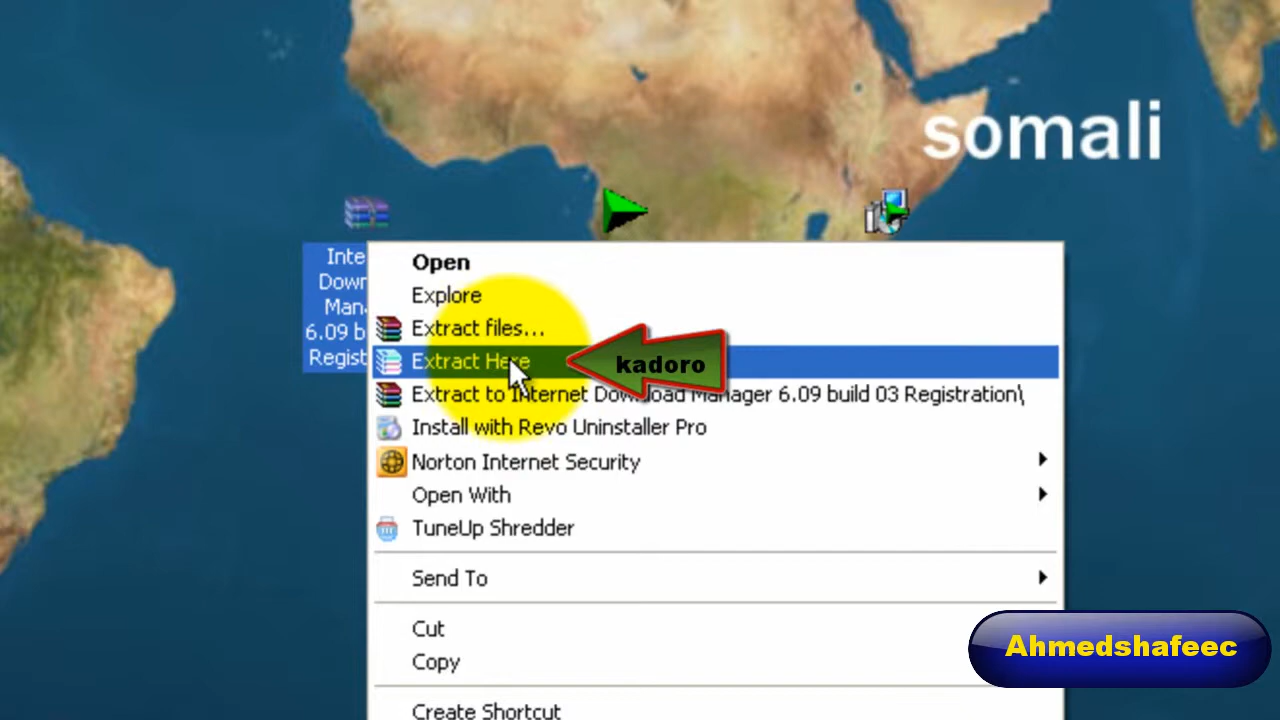 somali
Inte
Down
Man
6.09 b
Regist
Open
Explore
Extract files...
Extract Here
kadoro
Extract to Internet Download Manager 6.09 build 03 Registration\
Install with Revo Uninstaller Pro
Norton Internet Security
Open With
TuneUp Shredder
Send To
Cut
Copy
Create Shortcut
Ahmedshafeec